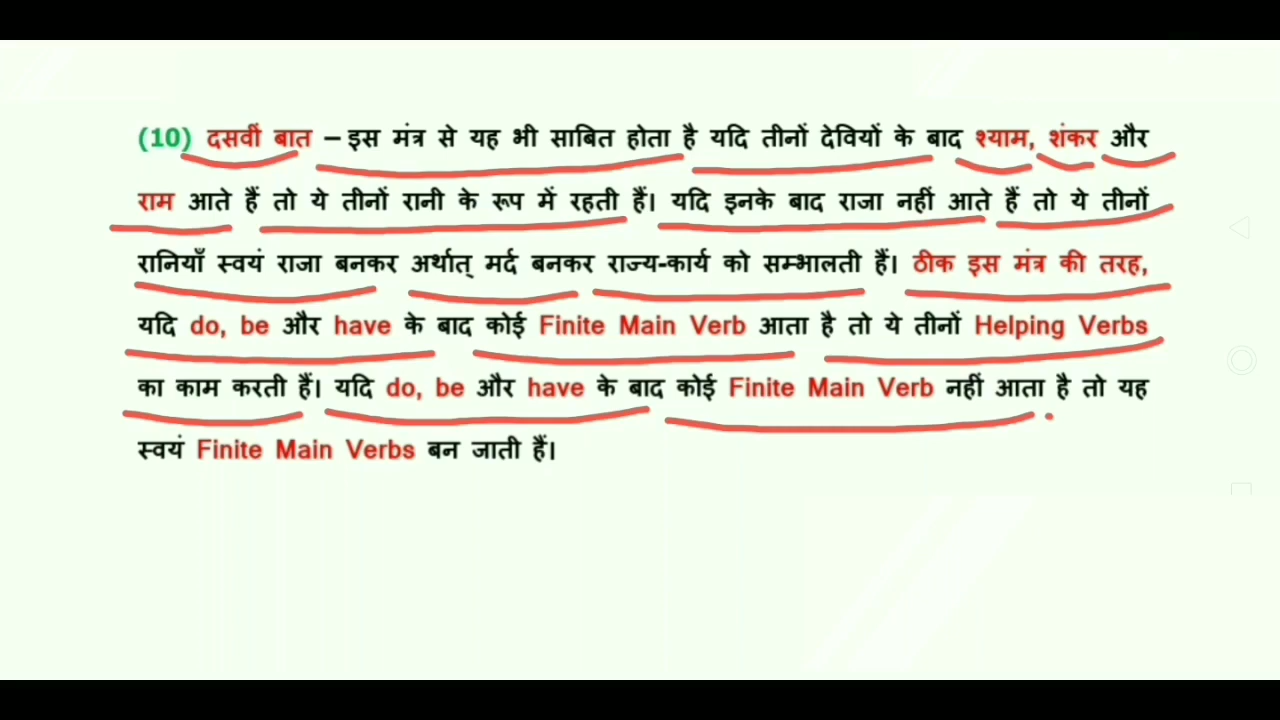 (10) दसवीं बात – इस मंत्र से यह भी साबित होता है यदि तीनों देवियों के बाद श्याम, शंकर और
राम आते हैं तो ये तीनों रानी के रूप में रहती हैं। यदि इनके बाद राजा नहीं आते हैं तो ये तीनों
रानियाँ स्वयं राजा बनकर अर्थात् मर्द बनकर राज्य-कार्य को सम्भालती हैं। ठीक इस मंत्र की तरह,
यदि do, be और have के बाद कोई Finite Main Verb आता है तो ये तीनों Helping Verbs
का काम करती हैं। यदि do, be और have के बाद कोई Finite Main Verb नहीं आता है तो यह
स्वयं Finite Main Verbs बन जाती हैं।